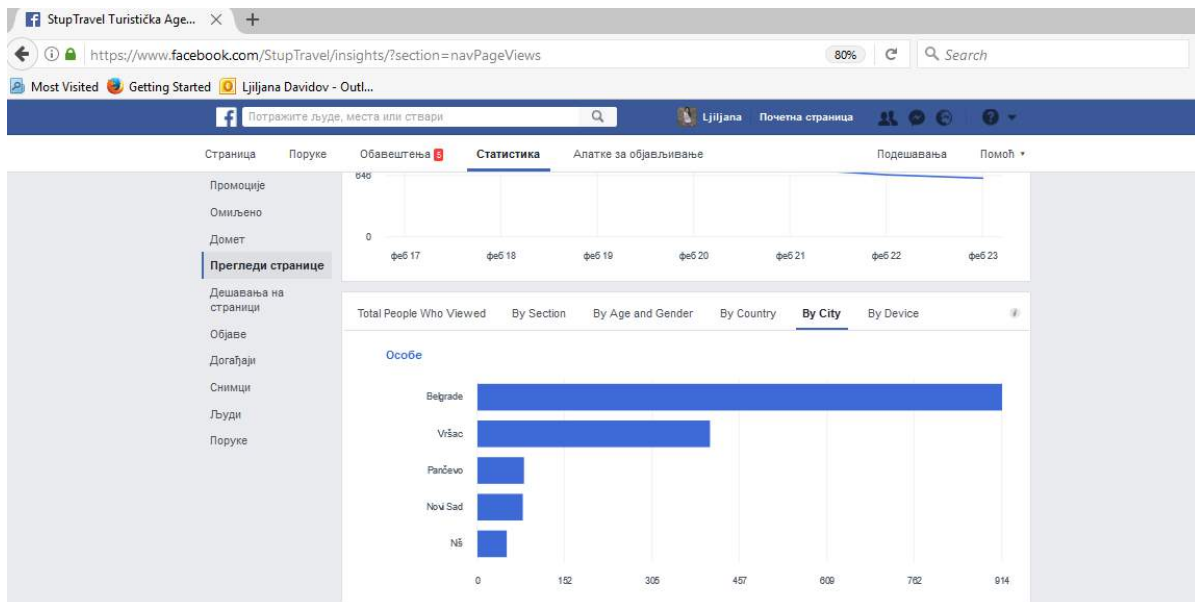 StupTravel Turistička Age...
https://www.facebook.com/StupTravel/insights/?section=navPageViews 80% Search
Most Visited Getting Started Ljiljana Davidov - Outl...
Потражите људе, места или ствари Ljiljana Почетна страница
Страница Поруке Обавештења 5 Статистика Алатке за објављивање Подешавања Помоћ
Промоције
Омиљено
Домет
Прегледи странице
Дешавања на
страници
Објаве
Догађаји
Снимци
Људи
Поруке
646
0
феб 17 феб 18 феб 19 феб 20 феб 21 феб 22 феб 23
Total People Who Viewed By Section By Age and Gender By Country By City By Device
Особе
Belgrade
Vršac
Pančevo
Novi Sad
Niš
0 152 305 457 609 762 914